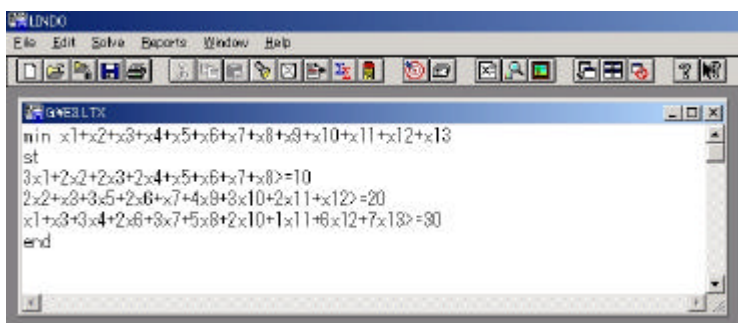 LINDO
File Edit Solve Reports Window Help
min x1+x2+x3+x4+x5+x6+x7+x8+x9+x10+x11+x12+x13
st
3x1+2x2+2x3+2x4+x5+x6+x7+x8>=10
2x2+x3+3x5+2x6+x7+4x9+3x10+2x11+x12>=20
x1+x3+3x4+2x6+3x7+5x8+2x10+1x11+6x12+7x13>=30
end